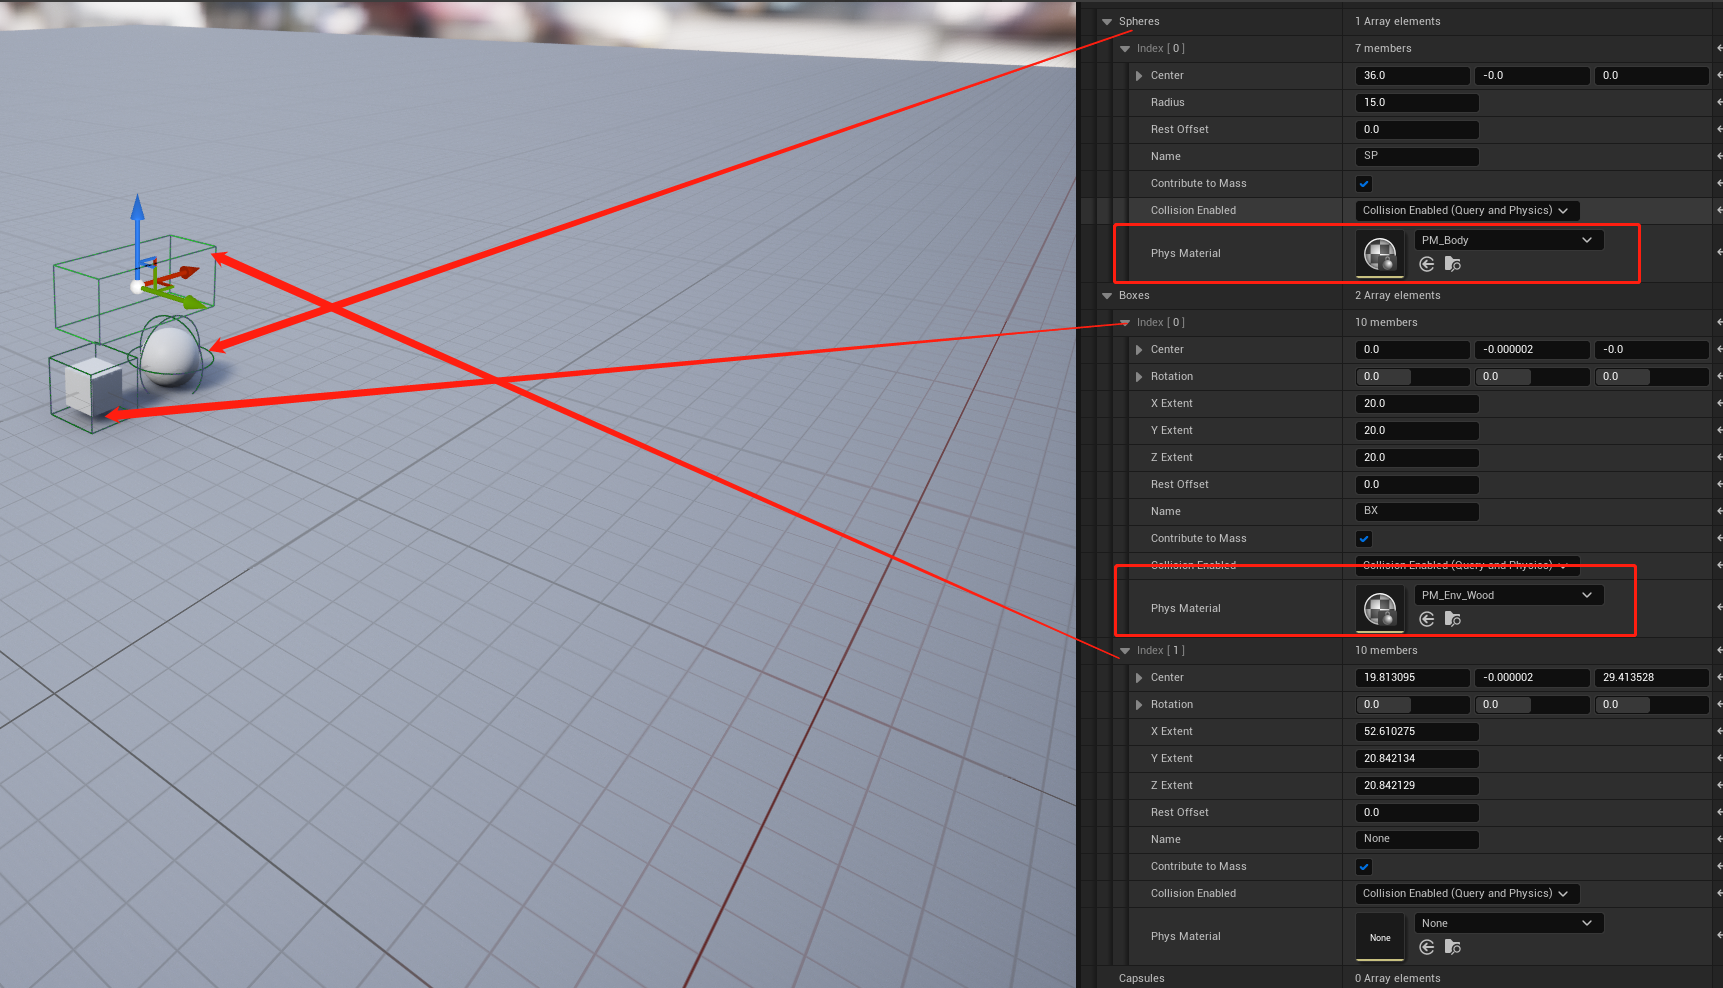 Spheres 1 Array elements
Index [ 0 ] 7 members
Center 36.0 -0.0 0.0
Radius 15.0
Rest Offset 0.0
Name SP
Contribute to Mass
Collision Enabled Collision Enabled (Query and Physics)
Phys Material PM_Body
Boxes 2 Array elements
Index [ 0 ] 10 members
Center 0.0 -0.000002 -0.0
Rotation 0.0 0.0 0.0
X Extent 20.0
Y Extent 20.0
Z Extent 20.0
Rest Offset 0.0
Name BX
Contribute to Mass
Collision Enabled Collision Enabled (Query and Physics)
Phys Material PM_Env_Wood
Index [ 1 ] 10 members
Center 19.813095 -0.000002 29.413528
Rotation 0.0 0.0 0.0
X Extent 52.610275
Y Extent 20.842134
Z Extent 20.842129
Rest Offset 0.0
Name None
Contribute to Mass
Collision Enabled Collision Enabled (Query and Physics)
Phys Material None None
Capsules 0 Array elements